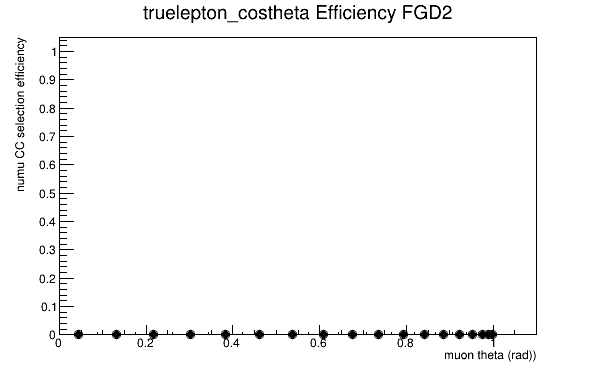 truelepton_costheta Efficiency FGD2
numu CC selection efficiency
1
0.9
0.8
0.7
0.6
0.5
0.4
0.3
0.2
0.1
0
0 0.2 0.4 0.6 0.8 1
muon theta (rad))